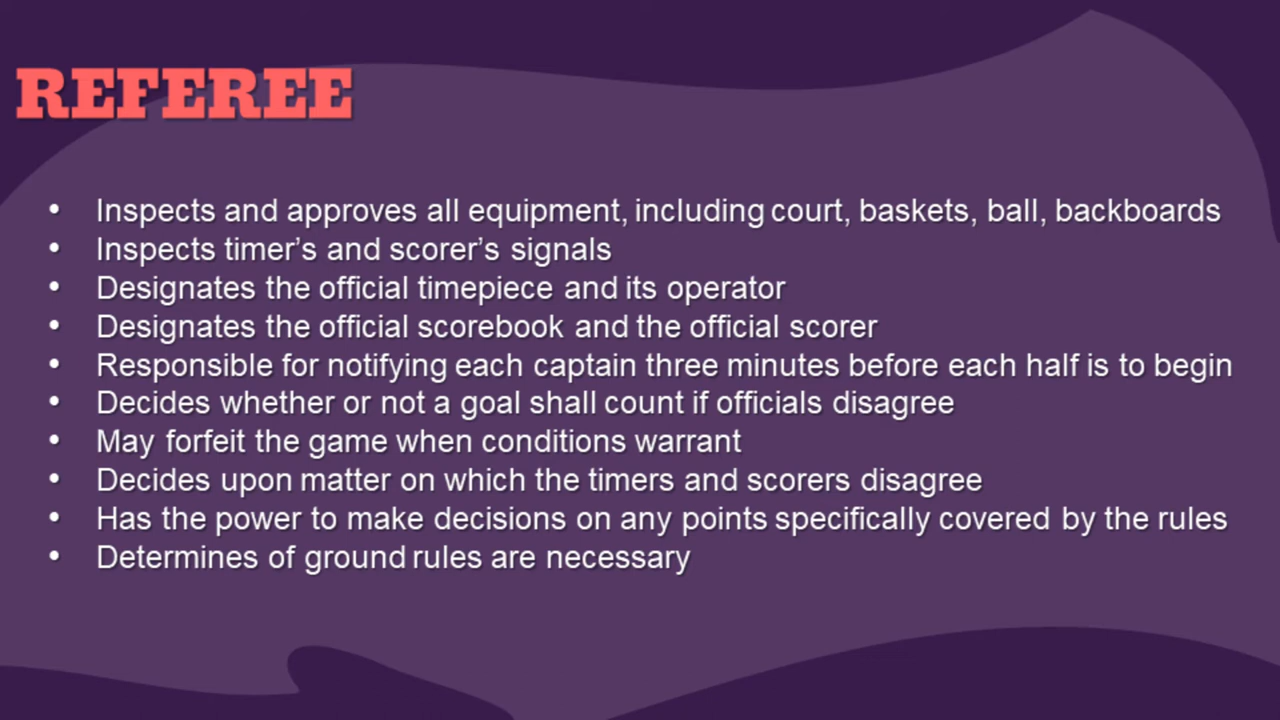 REFEREE
• Inspects and approves all equipment, including court, baskets, ball, backboards
• Inspects timer’s and scorer’s signals
• Designates the official timepiece and its operator
• Designates the official scorebook and the official scorer
• Responsible for notifying each captain three minutes before each half is to begin
• Decides whether or not a goal shall count if officials disagree
• May forfeit the game when conditions warrant
• Decides upon matter on which the timers and scorers disagree
• Has the power to make decisions on any points specifically covered by the rules
• Determines of ground rules are necessary